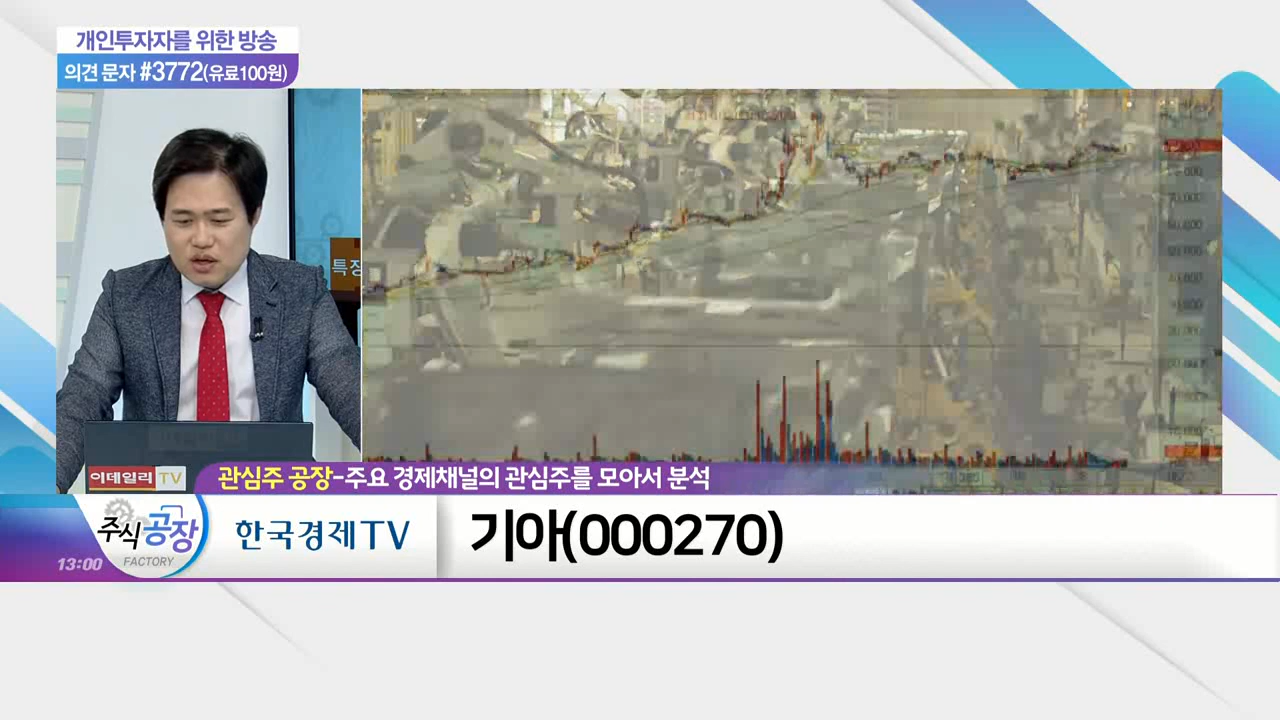 개인투자자를 위한 방송
의견 문자 #3772(유료100원)
특징
이데일리 TV
관심주 공장-주요 경제채널의 관심주를 모아서 분석
주식공장
FACTORY
13:00
한국경제TV
기아(000270)